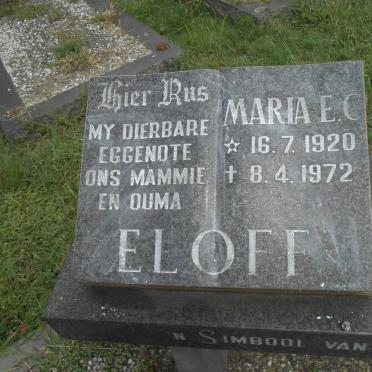 Hier Rus
MY DIERBARE
EGGENOTE
ONS MAMMIE
EN OUMA
MARIA E.C
☆ 16.7.1920
† 8.4.1972
ELOFF
'N SIMBOOL VAN